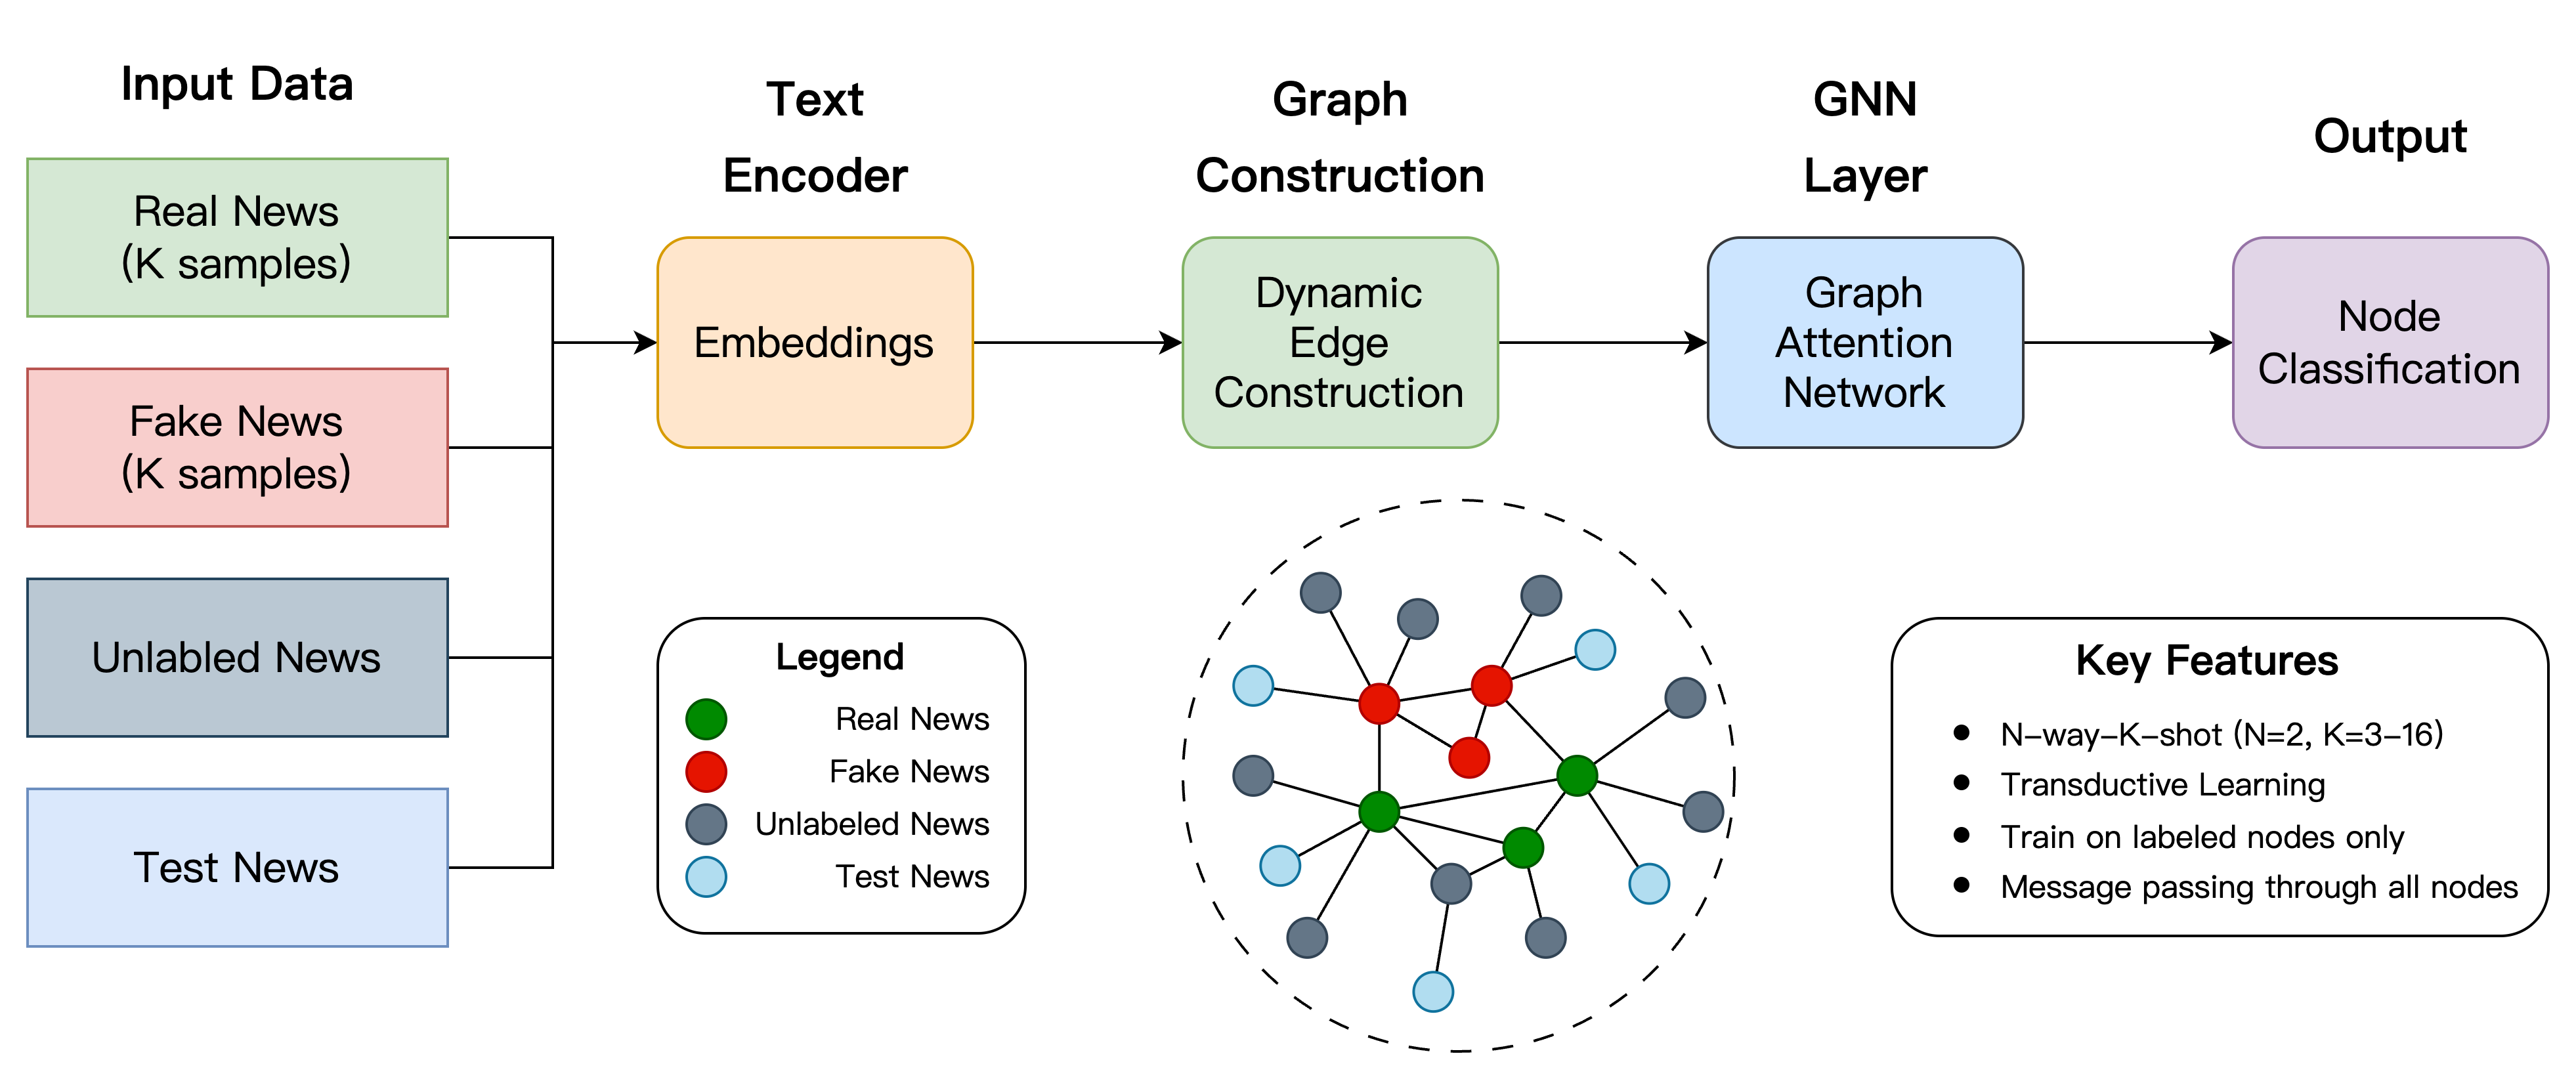 Input Data
Real News
(K samples)
Fake News
(K samples)
Unlabled News
Test News
Text
Encoder
Embeddings
Graph
Construction
Dynamic
Edge
Construction
GNN
Layer
Graph
Attention
Network
Output
Node
Classification
Legend
Real News
Fake News
Unlabeled News
Test News
Key Features
● N-way-K-shot (N=2, K=3-16)
● Transductive Learning
● Train on labeled nodes only
● Message passing through all nodes